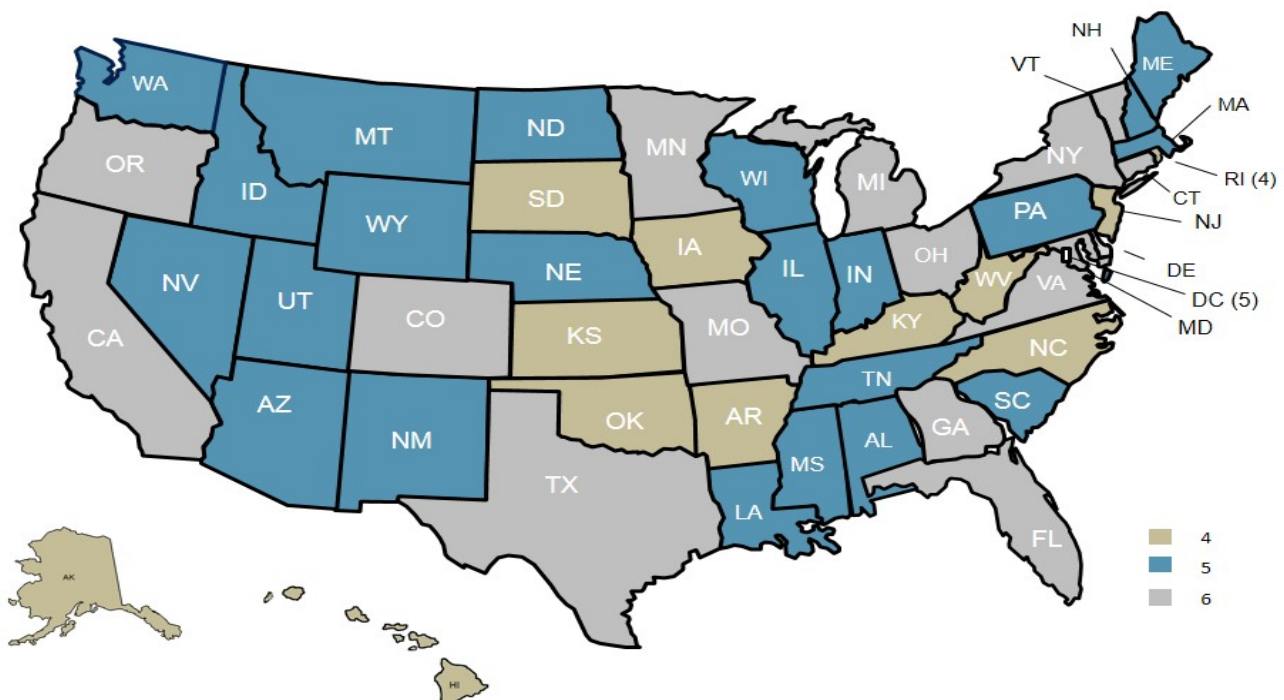 NH
ME
VT
WA
MA
MT
ND
MN
OR
NY
RI (4)
ID
WI
MI
CT
SD
PA
NJ
WY
IA
NE
OH
DE
NV
IL
IN
WV
VA
DC (5)
UT
CO
MD
CA
MO
KS
KY
NC
TN
AZ
OK
AR
SC
NM
GA
AL
MS
TX
LA
FL
4
5
6
AK
HI